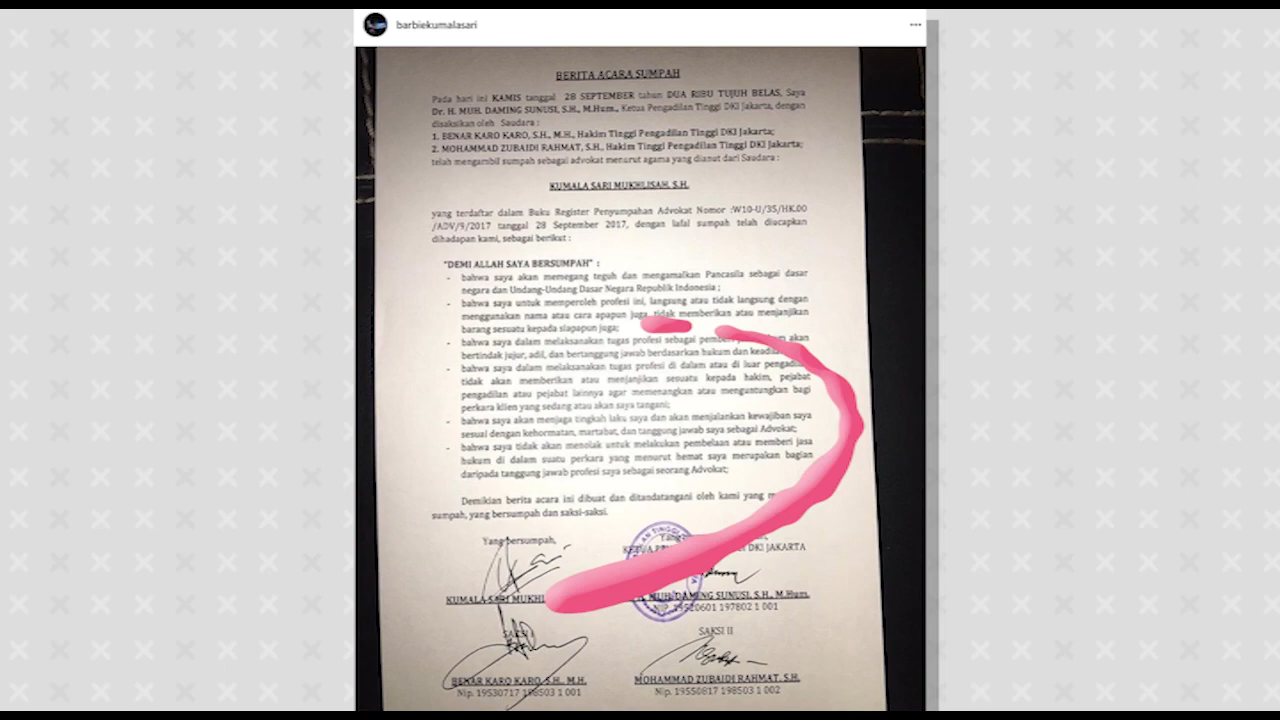 barbiekumalasari
BERITA ACARA SUMPAH
Pada hari ini KAMIS tanggal 28 SEPTEMBER tahun DUA RIBU TUJUH BELAS, Saya
Dr. H. MUH. DAMING SUNUSI, S.H., M.Hum., Ketua Pengadilan Tinggi DKI Jakarta, dengan
disaksikan oleh Saudara :
1. BENAR KARO KARO, S.H., M.H., Hakim Tinggi Pengadilan Tinggi DKI Jakarta;
2. MOHAMMAD ZUBAIDI RAHMAT, S.H., Hakim Tinggi Pengadilan Tinggi DKI Jakarta;
telah mengambil sumpah sebagai advokat menurut agama yang dianut dari Saudara :
KUMALA SARI MUKHLISAH, S.H.
yang terdaftar dalam Buku Register Penyumpahan Advokat Nomor :W10-U/35/HK.00
/ADV/9/2017 tanggal 28 September 2017, dengan lafal sumpah telah diucapkan
dihadapan kami, sebagai berikut :
"DEMI ALLAH SAYA BERSUMPAH" :
- bahwa saya akan memegang teguh dan mengamalkan Pancasila sebagai dasar
negara dan Undang-Undang Dasar Negara Republik Indonesia ;
- bahwa saya untuk memperoleh profesi ini, langsung atau tidak langsung dengan
menggunakan nama atau cara apapun juga, tidak memberikan atau menjanjikan
barang sesuatu kepada siapapun juga;
- bahwa saya dalam melaksanakan tugas profesi sebagai akan
bertindak jujur, adil, dan bertanggung jawab berdasarkan hukum dan
- bahwa saya dalam melaksanakan tugas profesi di dalam atau di luar
tidak akan memberikan atau menjanjikan sesuatu kepada hakim, pejabat
pengadilan atau pejabat lainnya agar memenangkan atau menguntungkan bagi
perkara klien yang sedang atau akan saya tangani;
- bahwa saya akan menjaga tingkah laku saya dan akan menjalankan kewajiban saya
sesuai dengan kehormatan, martabat, dan tanggung jawab saya sebagai Advokat;
- bahwa saya tidak akan menolak untuk melakukan pembelaan atau memberi jasa
hukum di dalam suatu perkara yang menurut hemat saya merupakan bagian
daripada tanggung jawab profesi saya sebagai seorang Advokat;
Demikian berita acara ini dibuat dan ditandatangani oleh kami yang
sumpah, yang bersumpah dan saksi-saksi.
Yang bersumpah,
DKI JAKARTA
KUMALA SARI
MUH. DAMING SUNUSI, S.H., M.Hum.
NIP. 19520601 197802 1 001
SAKSI
SAKSI II
BENAR KARO KARO, S.H., M.H.
MOHAMMAD ZUBAIDI RAHMAT, S.H.
Nip. 19530717 198503 1 001
Nip. 19550817 198503 1 002